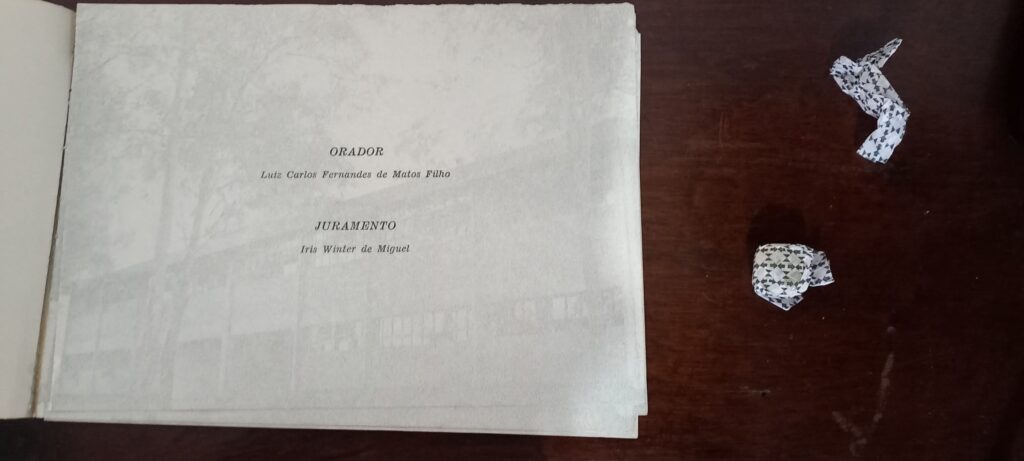 ORADOR
Luiz Carlos Fernandes de Matos Filho
JURAMENTO
Iris Winter de Miguel